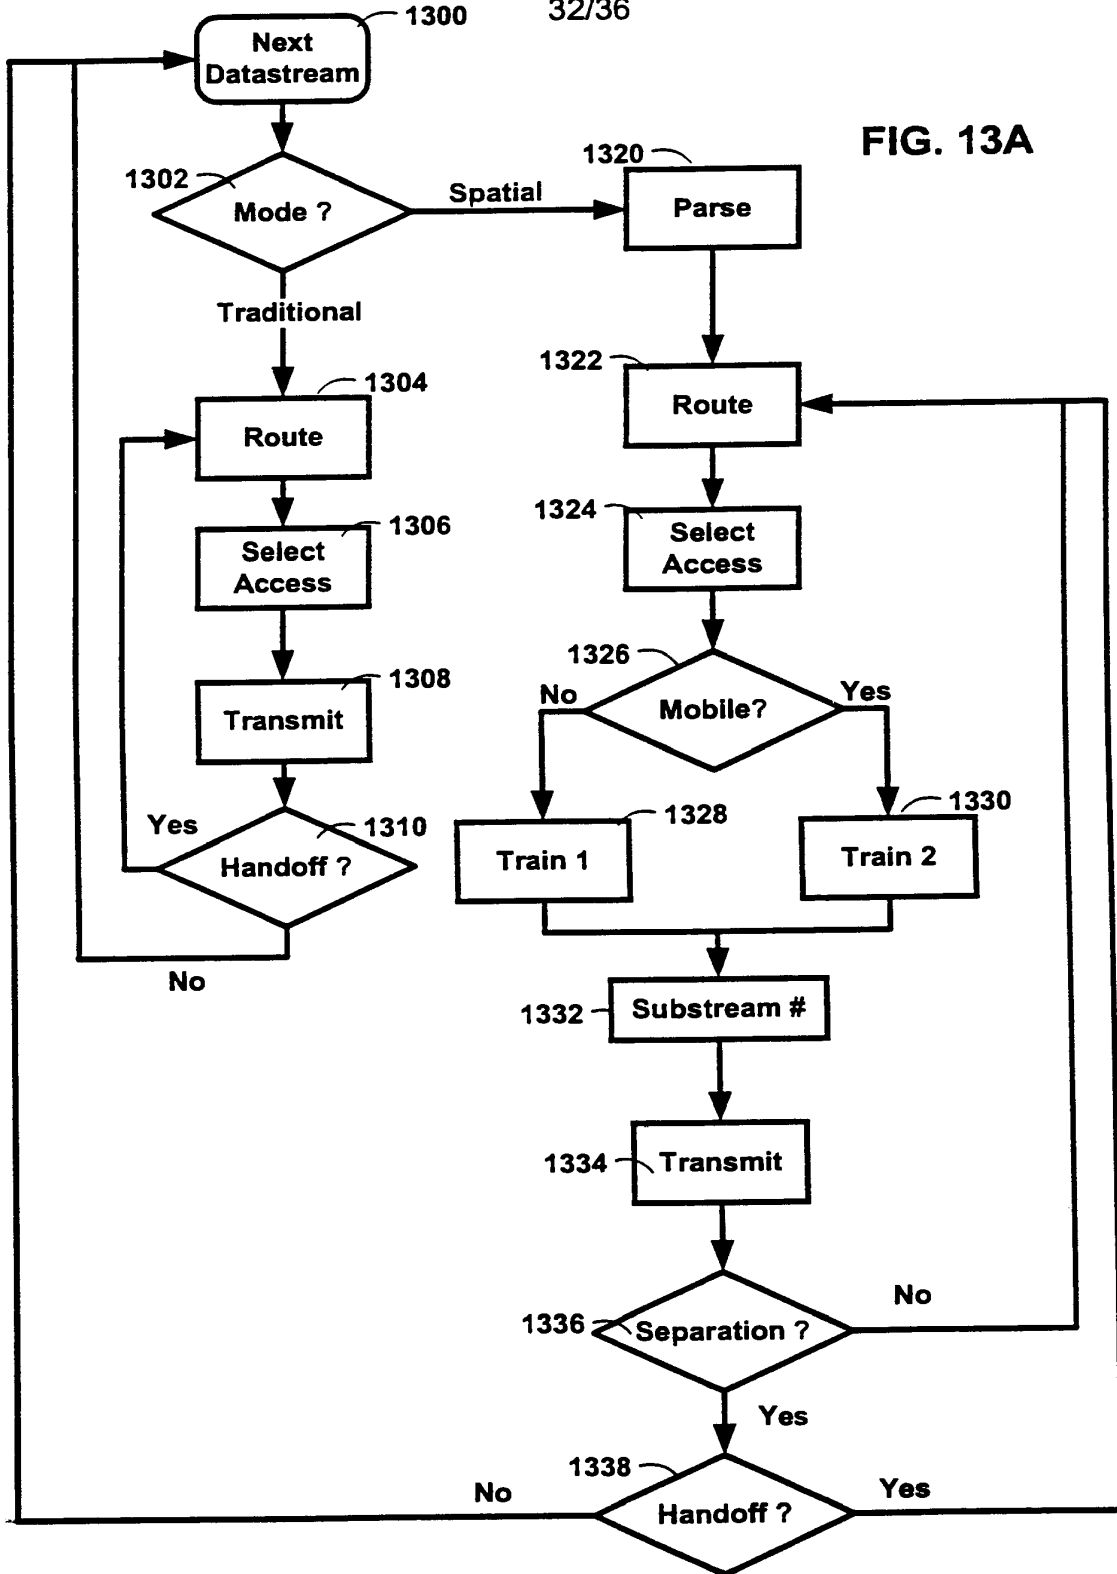 32/36
FIG. 13A
1300
Next
Datastream
1302
Mode ?
Spatial
Traditional
1304
Route
1306
Select
Access
1308
Transmit
1310
Handoff ?
Yes
No
1320
Parse
1322
Route
1324
Select
Access
1326
Mobile?
No
Yes
1328
Train 1
1330
Train 2
1332
Substream #
1334
Transmit
1336
Separation ?
No
Yes
1338
Handoff ?
No
Yes